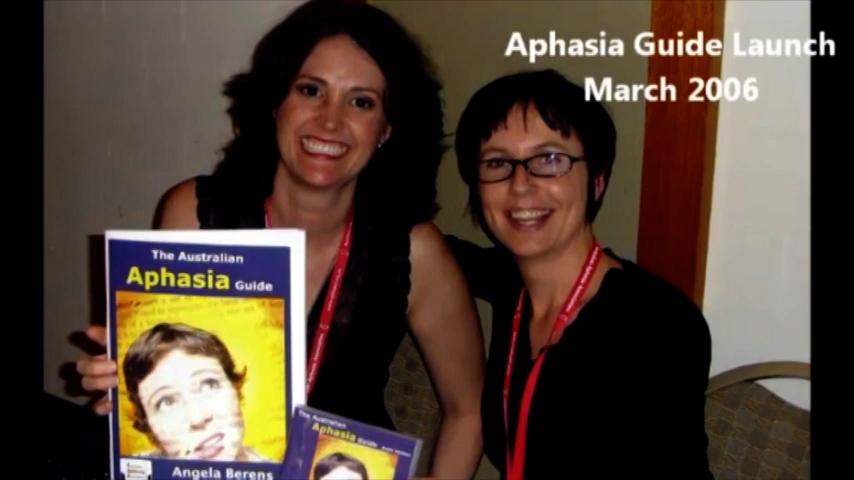 Aphasia Guide Launch
March 2006
The Australian
Aphasia Guide
Angela Berens
The Australian
Aphasia Guide